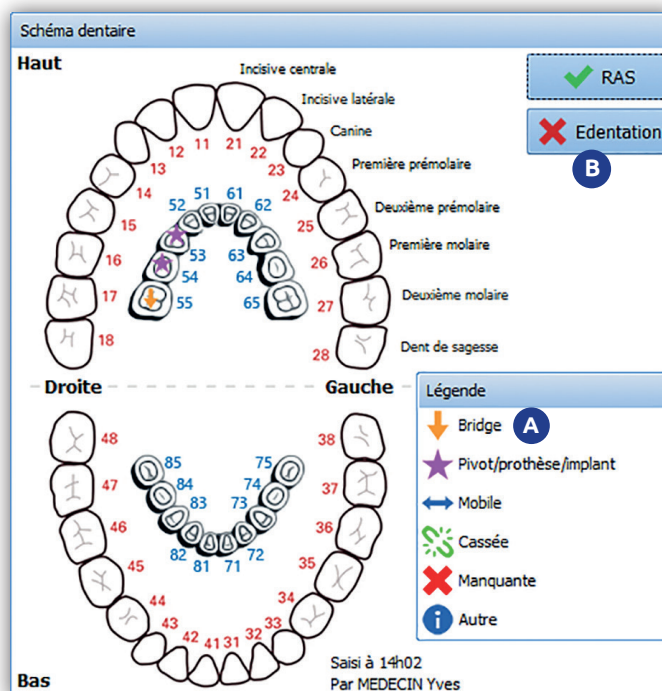 Schéma dentaire
Haut
Incisive centrale
RAS
Incisive latérale
Edentation
Canine
B
11 21
12 22
13 23
Première prémolaire
14 24
51 61
52 62
Deuxième prémolaire
15 25
53 63
Première molaire
16 26
54 64
Deuxième molaire
17 27
55 65
18 28
Dent de sagesse
Droite
Gauche
Légende
Bridge A
Pivot/prothèse/implant
Mobile
Cassée
Manquante
Autre
48 38
85 75
84 74
47 37
83 73
46 36
82 81 71 72
45 35
44 34
43 33
42 41 31 32
Saisi à 14h02
Par MEDECIN Yves
Bas